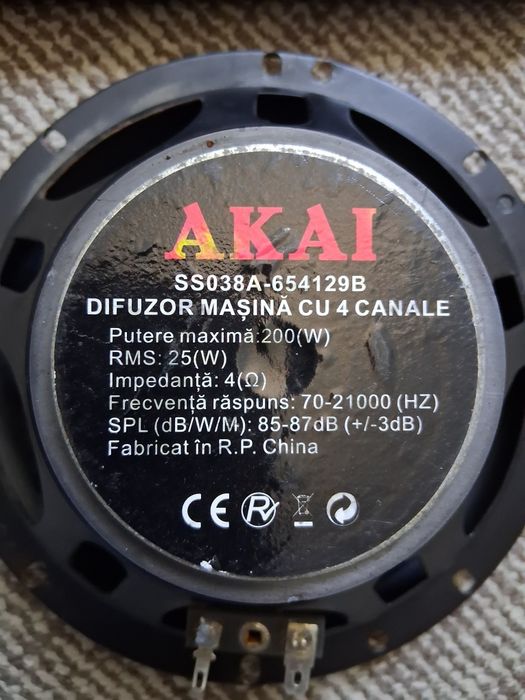 AKAI
SS038A-654129B
DIFUZOR MAȘINĂ CU 4 CANALE
Putere maximă:200(W)
RMS: 25(W)
Impedanță: 4(Ω)
Frecvență răspuns: 70-21000 (HZ)
SPL (dB/W/M): 85-87dB (+/-3dB)
Fabricat în R.P. China
CE R